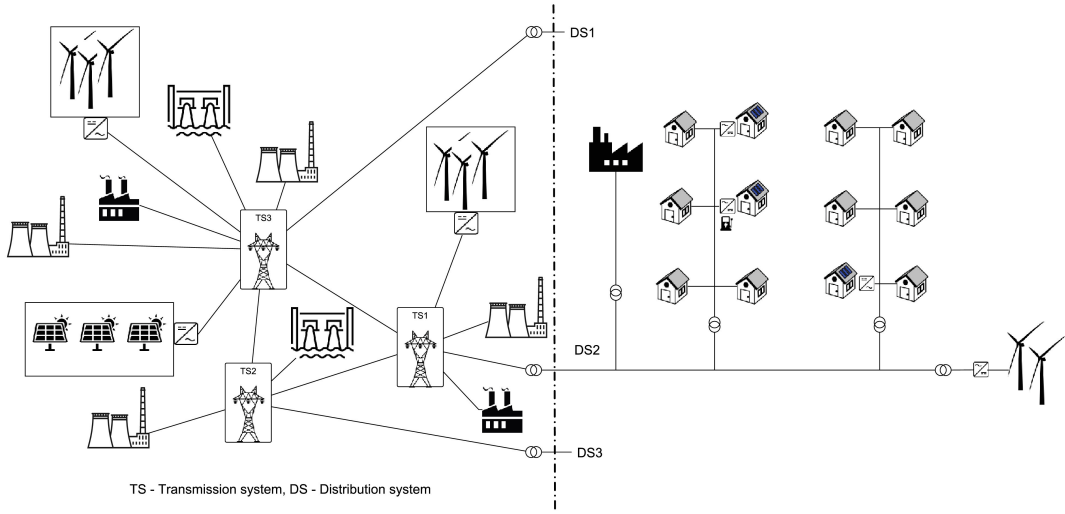 DS1
TS3
TS1
DS2
TS2
DS3
TS - Transmission system, DS - Distribution system